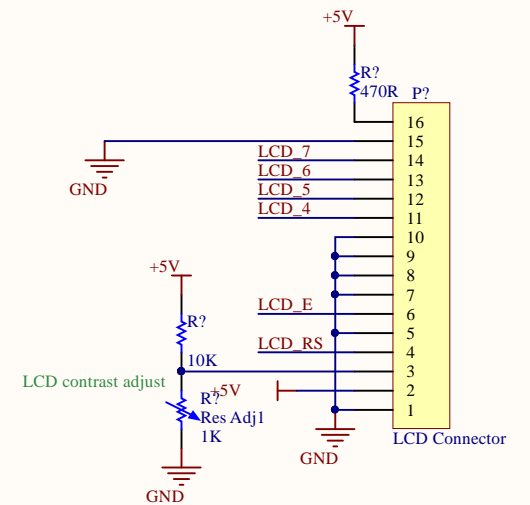 +5V
R?
470R
P?
16
15
LCD_7
14
LCD_6
13
LCD_5
12
LCD_4
11
GND
10
9
8
7
+5V
LCD_E
6
R?
5
LCD_RS
4
10K
3
LCD contrast adjust
+5V
2
R?
Res Adj1
1
1K
LCD Connector
GND
GND